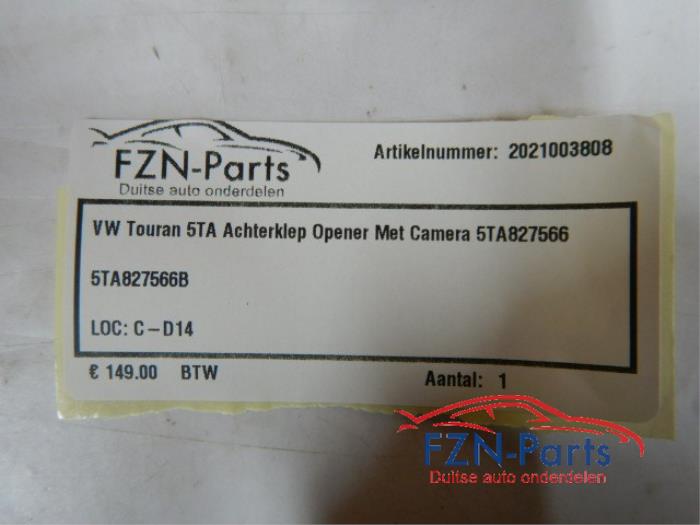 FZN-Parts
Duitse auto onderdelen
Artikelnummer: 2021003808
VW Touran 5TA Achterklep Opener Met Camera 5TA827566
5TA827566B
LOC: C-D14
€ 149.00 BTW
Aantal: 1
FZN-Parts
Duitse auto onderdelen